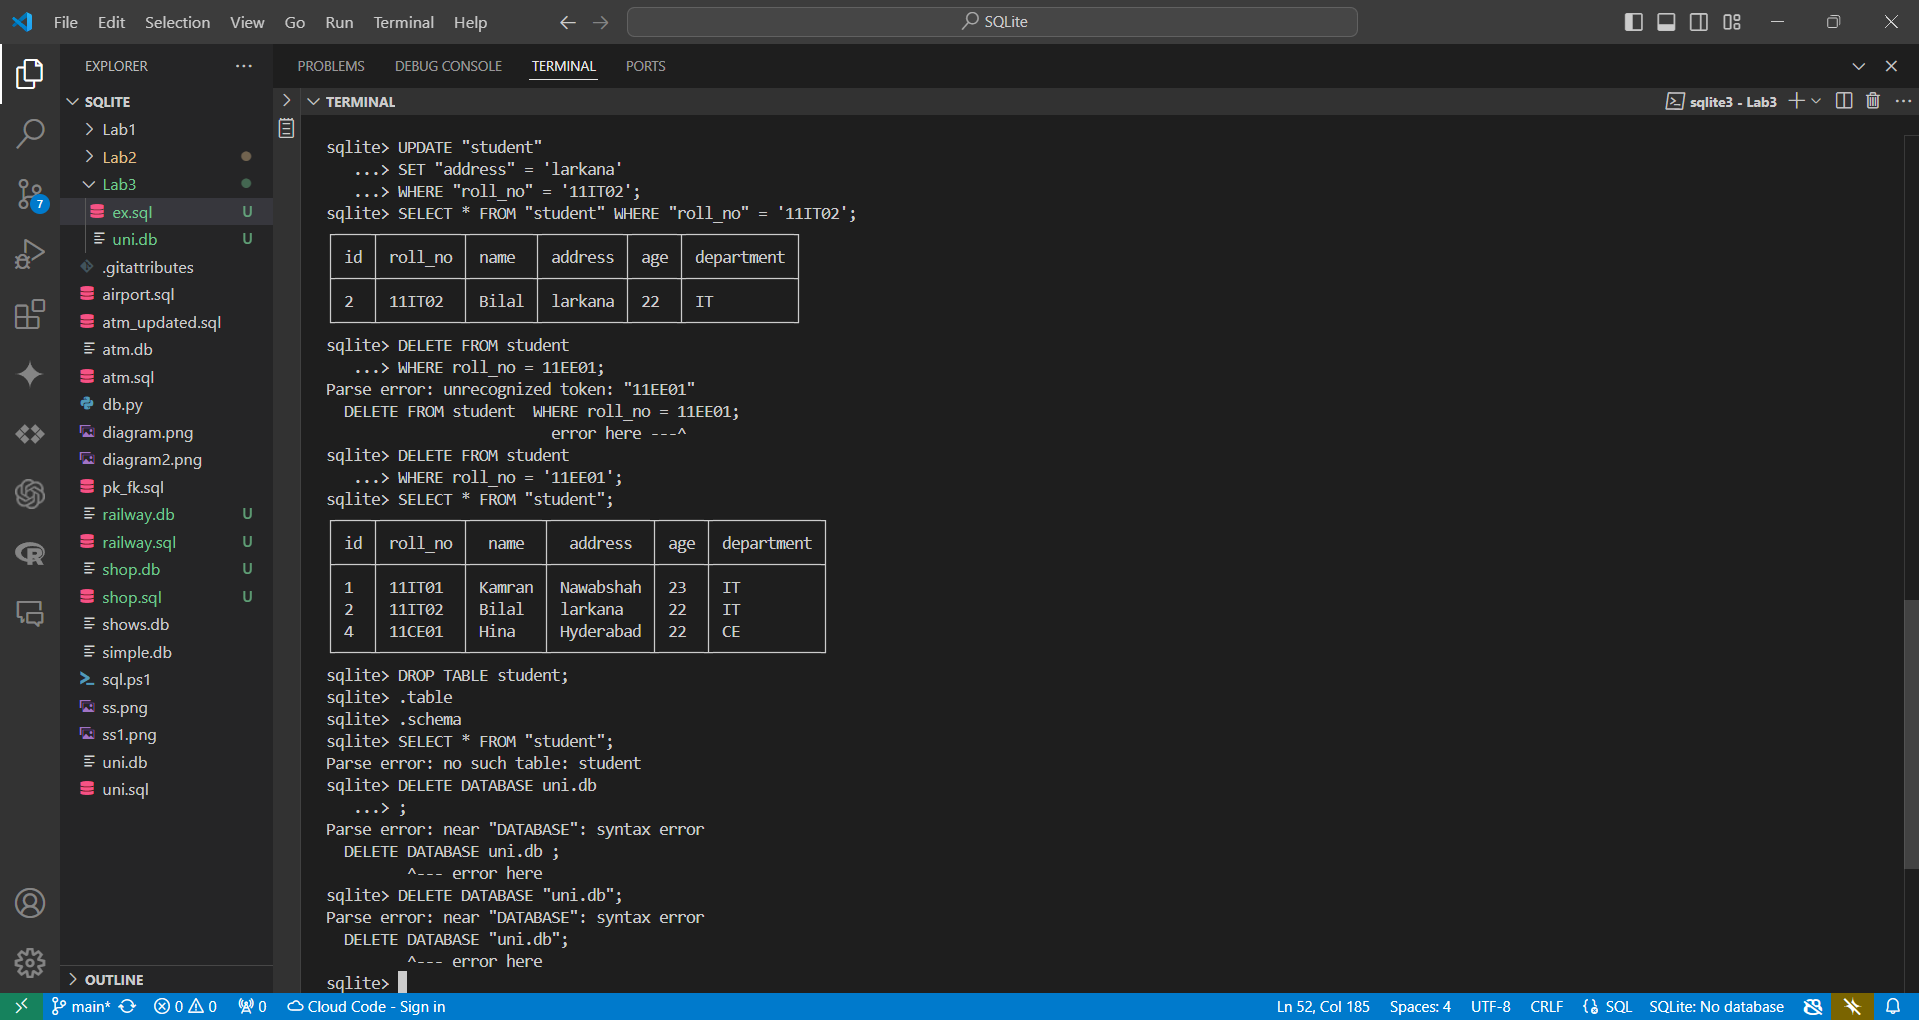 File Edit Selection View Go Run Terminal Help
SQLite
EXPLORER
PROBLEMS DEBUG CONSOLE TERMINAL PORTS
SQLITE
TERMINAL
sqlite3 - Lab3
Lab1
Lab2
Lab3
7
ex.sql U
uni.db U
.gitattributes
airport.sql
atm_updated.sql
atm.db
atm.sql
db.py
diagram.png
diagram2.png
pk_fk.sql
railway.db U
railway.sql U
shop.db U
shop.sql U
shows.db
simple.db
sql.ps1
ss.png
ss1.png
uni.db
uni.sql
OUTLINE
sqlite> UPDATE "student"
...> SET "address" = 'larkana'
...> WHERE "roll_no" = '11IT02';
sqlite> SELECT * FROM "student" WHERE "roll_no" = '11IT02';
id roll_no name address age department
2 11IT02 Bilal larkana 22 IT
sqlite> DELETE FROM student
...> WHERE roll_no = 11EE01;
Parse error: unrecognized token: "11EE01"
DELETE FROM student  WHERE roll_no = 11EE01;
error here ---^
sqlite> DELETE FROM student
...> WHERE roll_no = '11EE01';
sqlite> SELECT * FROM "student";
id roll_no name address age department
1 11IT01 Kamran Nawabshah 23 IT
2 11IT02 Bilal larkana 22 IT
4 11CE01 Hina Hyderabad 22 CE
sqlite> DROP TABLE student;
sqlite> .table
sqlite> .schema
sqlite> SELECT * FROM "student";
Parse error: no such table: student
sqlite> DELETE DATABASE uni.db
...> ;
Parse error: near "DATABASE": syntax error
DELETE DATABASE uni.db ;
^--- error here
sqlite> DELETE DATABASE "uni.db";
Parse error: near "DATABASE": syntax error
DELETE DATABASE "uni.db";
^--- error here
sqlite>
main* 0 0 0 Cloud Code - Sign in Ln 52, Col 185 Spaces: 4 UTF-8 CRLF SQL SQLite: No database